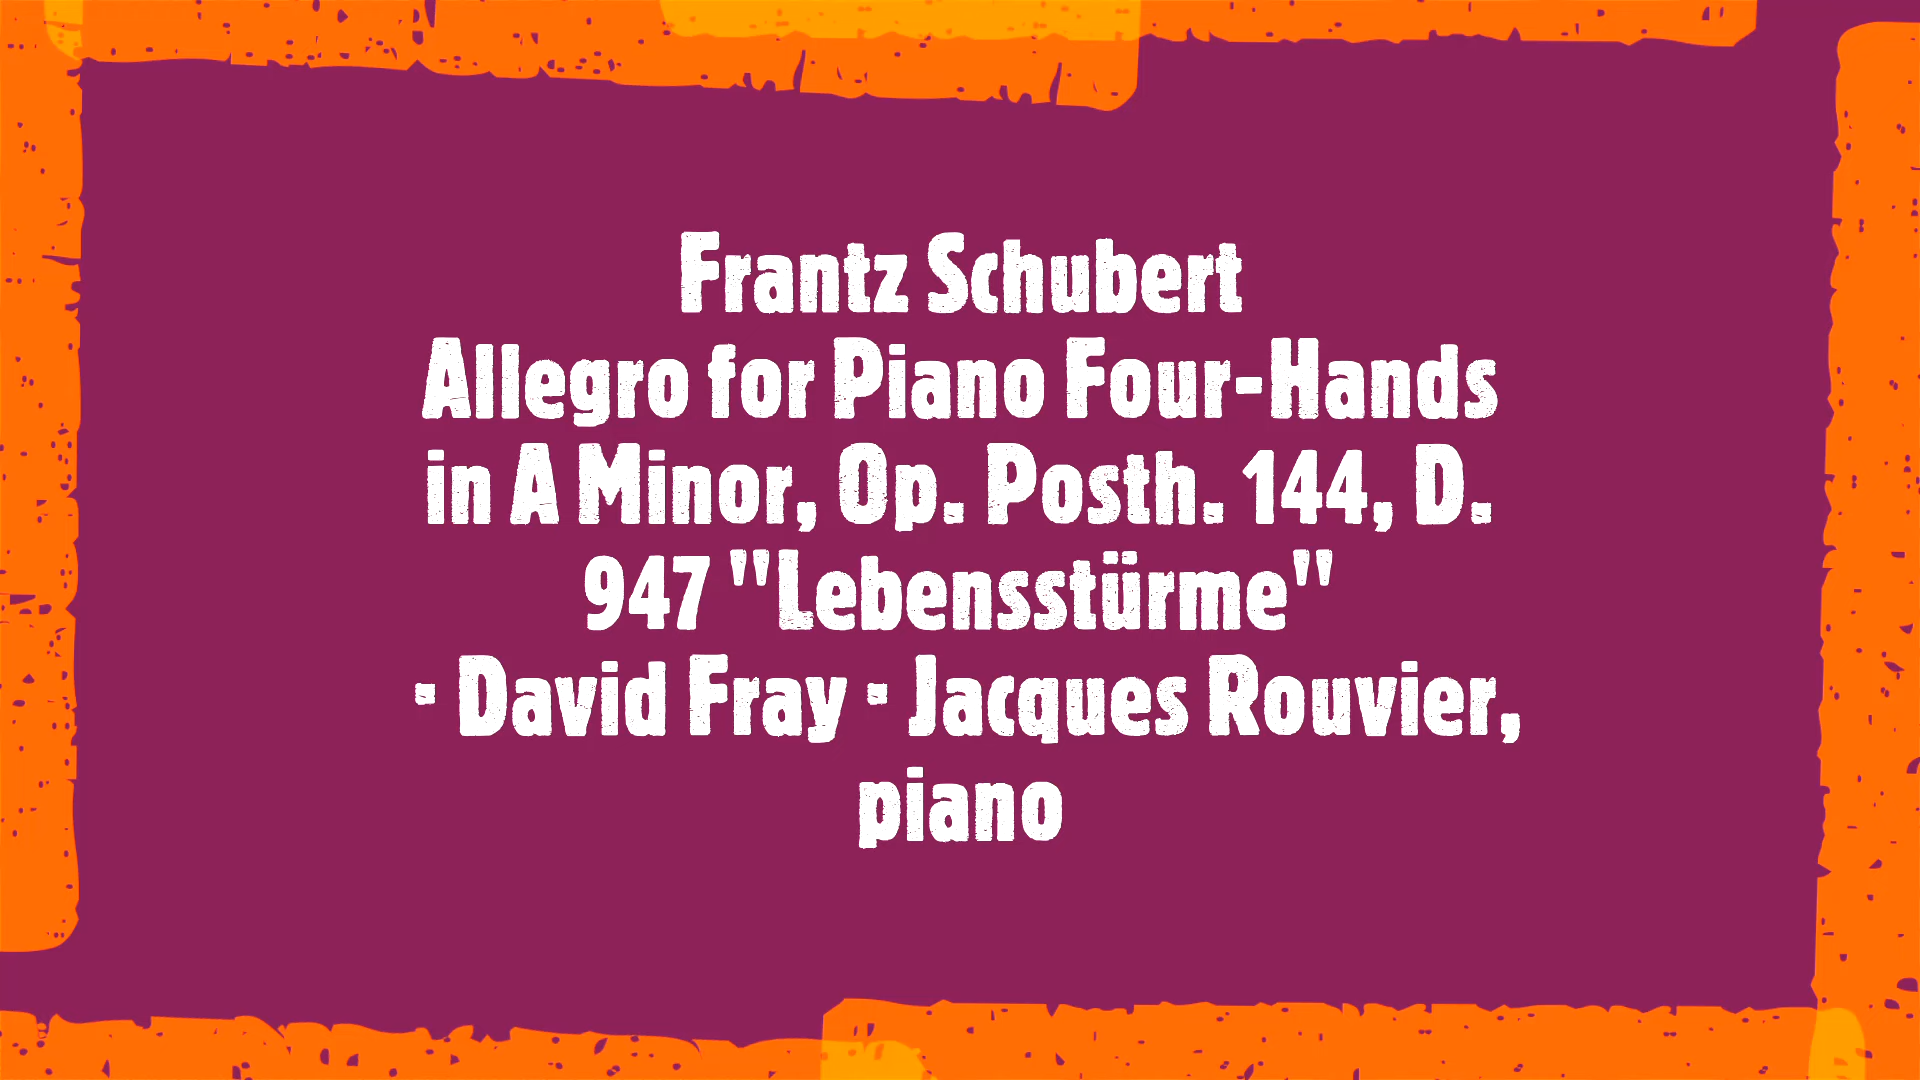 Frantz Schubert
Allegro for Piano Four-Hands
in A Minor, Op. Posth. 144, D.
947 "Lebensstürme"
· David Fray · Jacques Rouvier,
piano